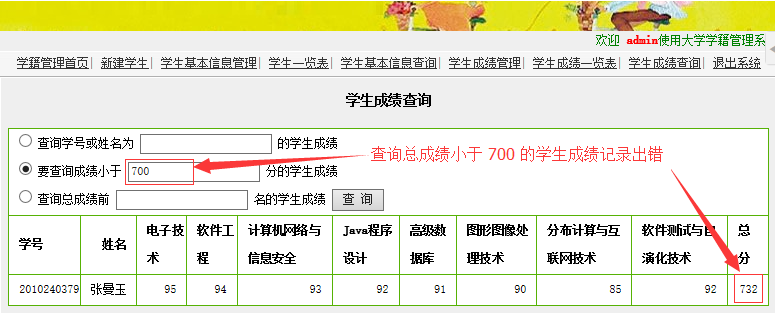 欢迎 admin使用大学学籍管理系
学籍管理首页| 新建学生| 学生基本信息管理| 学生一览表| 学生基本信息查询| 学生成绩管理| 学生成绩一览表| 学生成绩查询| 退出系统
学生成绩查询
查询学号或姓名为 的学生成绩
要查询成绩小于 700 分的学生成绩
查询总成绩小于 700 的学生成绩记录出错
查询总成绩前 名的学生成绩 查 询
学号 姓名 电子技术 软件工程 计算机网络与信息安全 Java程序设计 高级数据库 图形图像处理技术 分布计算与互联网技术 软件测试与自演化技术 总分
2010240379 张曼玉 95 94 93 92 91 90 85 92 732